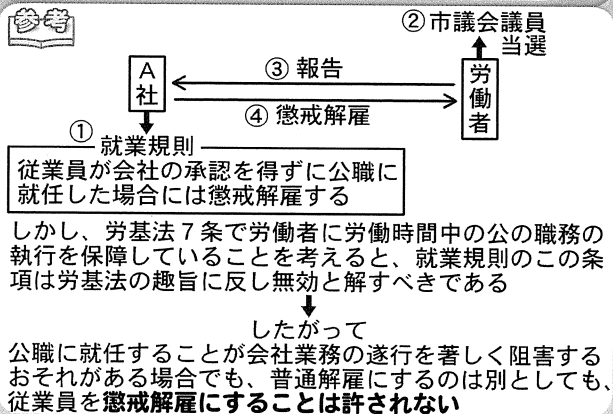 参考
② 市議会議員
当選
③ 報告
A社
労働者
④ 懲戒解雇
① 就業規則
従業員が会社の承認を得ずに公職に
就任した場合には懲戒解雇する
しかし、労基法7条で労働者に労働時間中の公の職務の
執行を保障していることを考えると、就業規則のこの条
項は労基法の趣旨に反し無効と解すべきである
したがって
公職に就任することが会社業務の遂行を著しく阻害する
おそれがある場合でも、普通解雇にするのは別としても、
従業員を懲戒解雇にすることは許されない